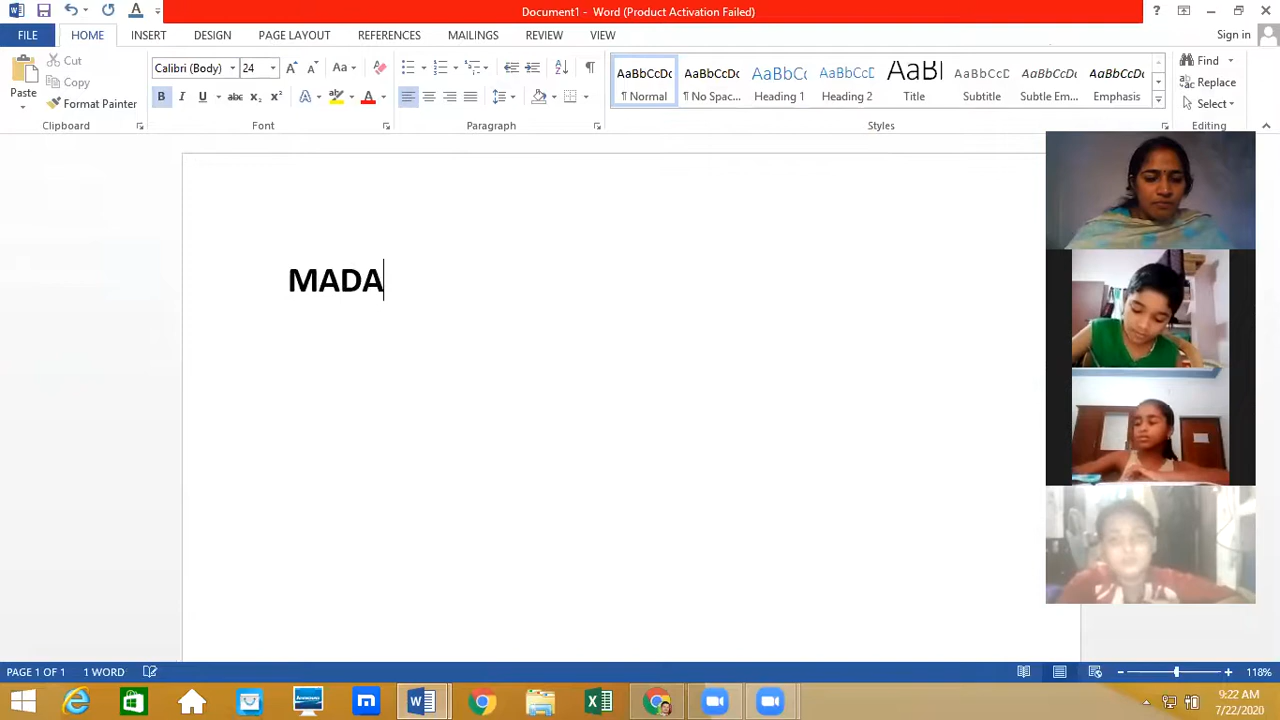 Document1 - Word (Product Activation Failed)
FILE HOME INSERT DESIGN PAGE LAYOUT REFERENCES MAILINGS REVIEW VIEW Sign in
Paste
Cut
Copy
Format Painter
Clipboard
Calibri (Body) 24
Font
Paragraph
AaBbCcDc AaBbCcDc AaBbCc AaBbCcD AaBl AaBbCcD AaBbCcDc AaBbCcDc
¶ Normal ¶ No Spac... Heading 1 Heading 2 Title Subtitle Subtle Em... Emphasis
Styles
Find
Replace
Select
Editing
MADA
PAGE 1 OF 1 1 WORD 118%
9:22 AM
7/22/2020